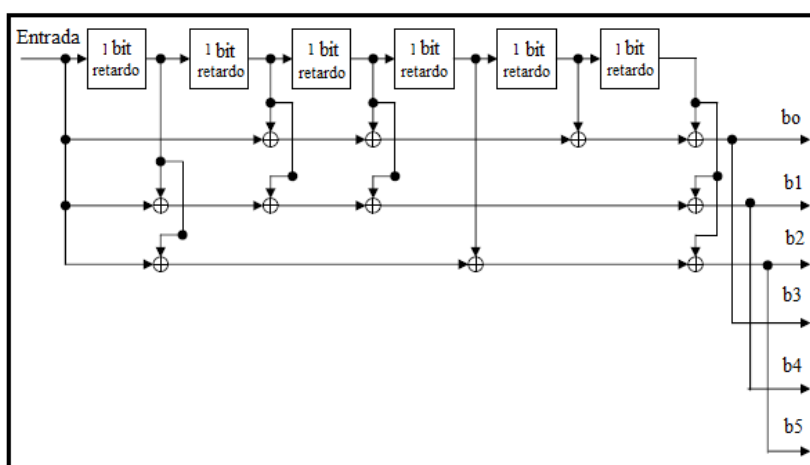 Entrada
1 bit
retardo
1 bit
retardo
1 bit
retardo
1 bit
retardo
1 bit
retardo
1 bit
retardo
bo
b1
b2
b3
b4
b5